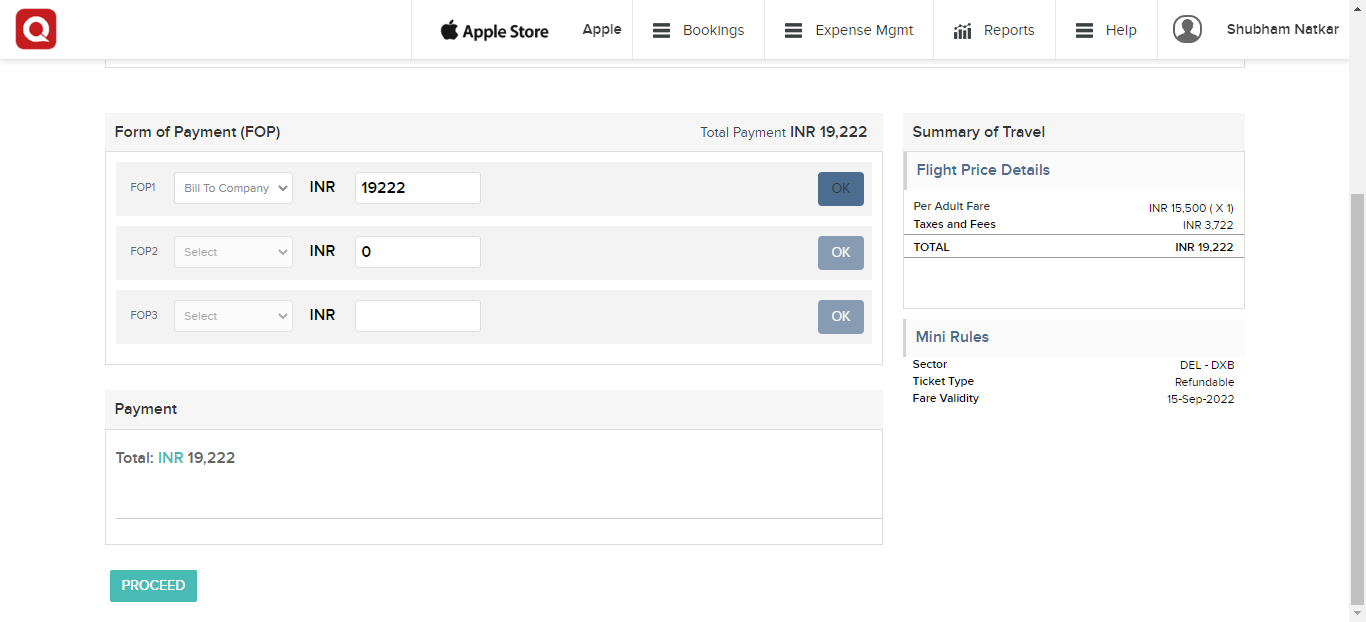 Q Apple Store Apple Bookings Expense Mgmt Reports Help Shubham Natkar
Form of Payment (FOP) Total Payment INR 19,222
FOP1 Bill To Company INR 19222 OK
FOP2 Select INR 0 OK
FOP3 Select INR OK
Payment
Total: INR 19,222
PROCEED
Summary of Travel
Flight Price Details
Per Adult Fare INR 15,500 ( X 1)
Taxes and Fees INR 3,722
TOTAL INR 19,222
Mini Rules
Sector DEL - DXB
Ticket Type Refundable
Fare Validity 15-Sep-2022